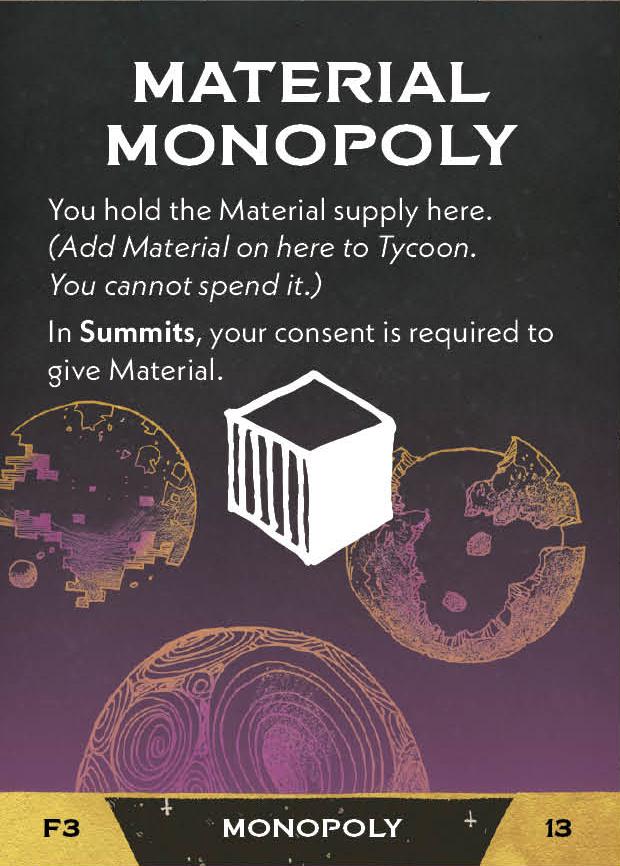 MATERIAL
MONOPOLY
You hold the Material supply here.
(Add Material on here to Tycoon.
You cannot spend it.)
In Summits, your consent is required to
give Material.
F3
MONOPOLY
13